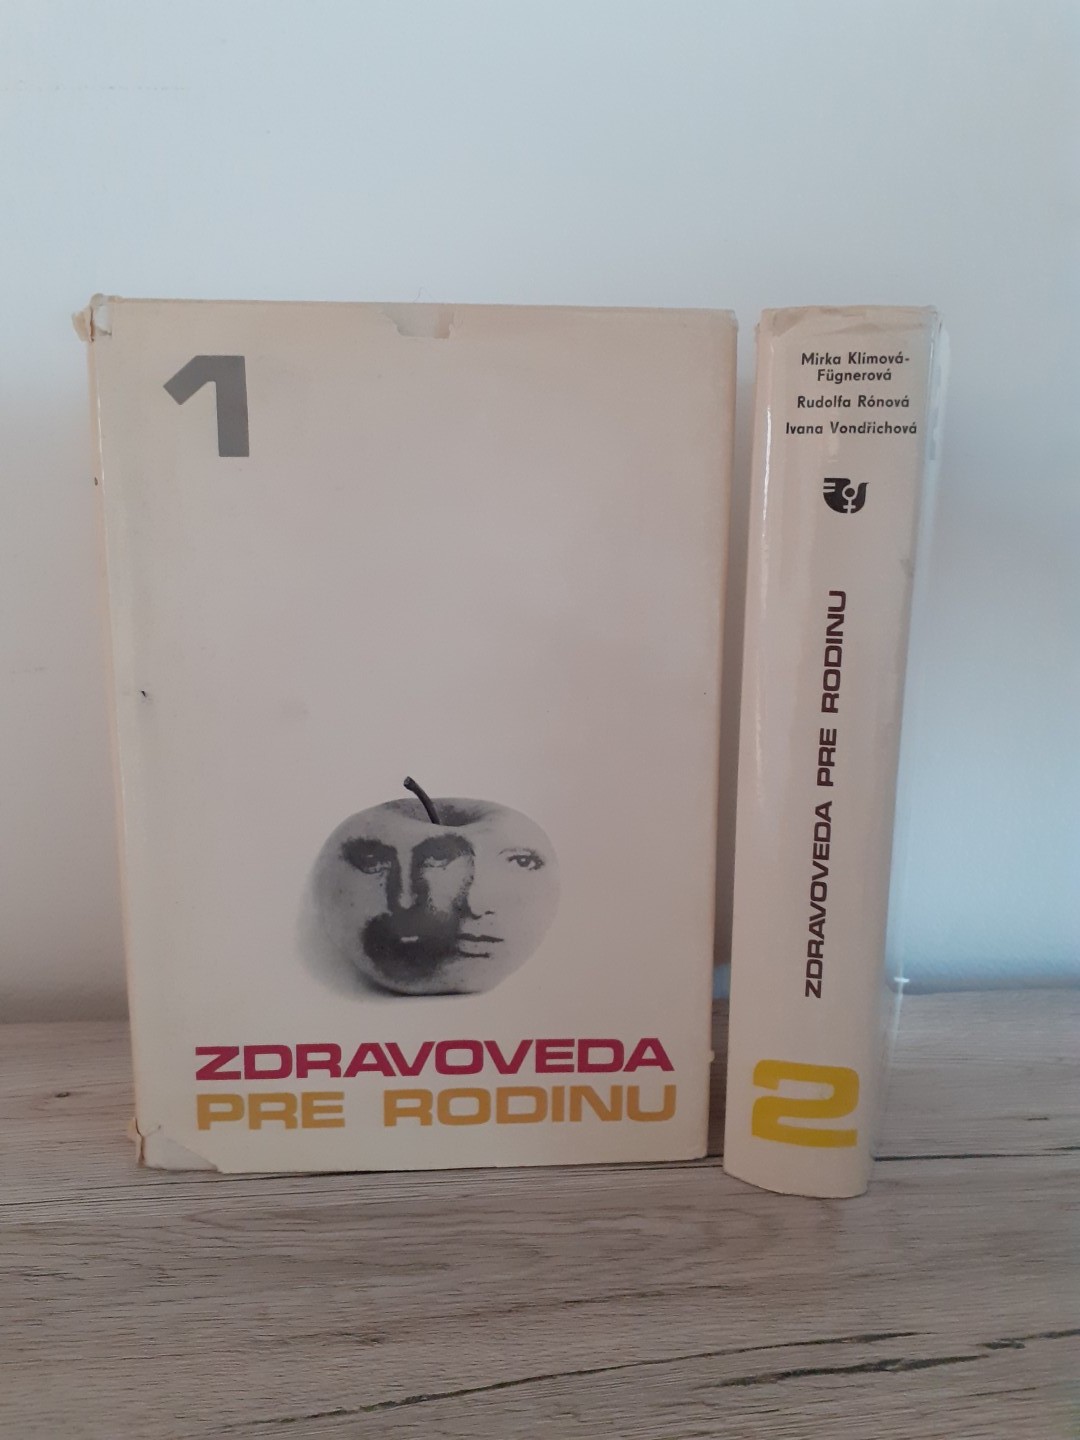 1
ZDRAVOVEDA
PRE RODINU
Mirka Klímová-
Fügnerová
Rudolfa Rónová
Ivana Vondřichová
ZDRAVOVEDA PRE RODINU
2